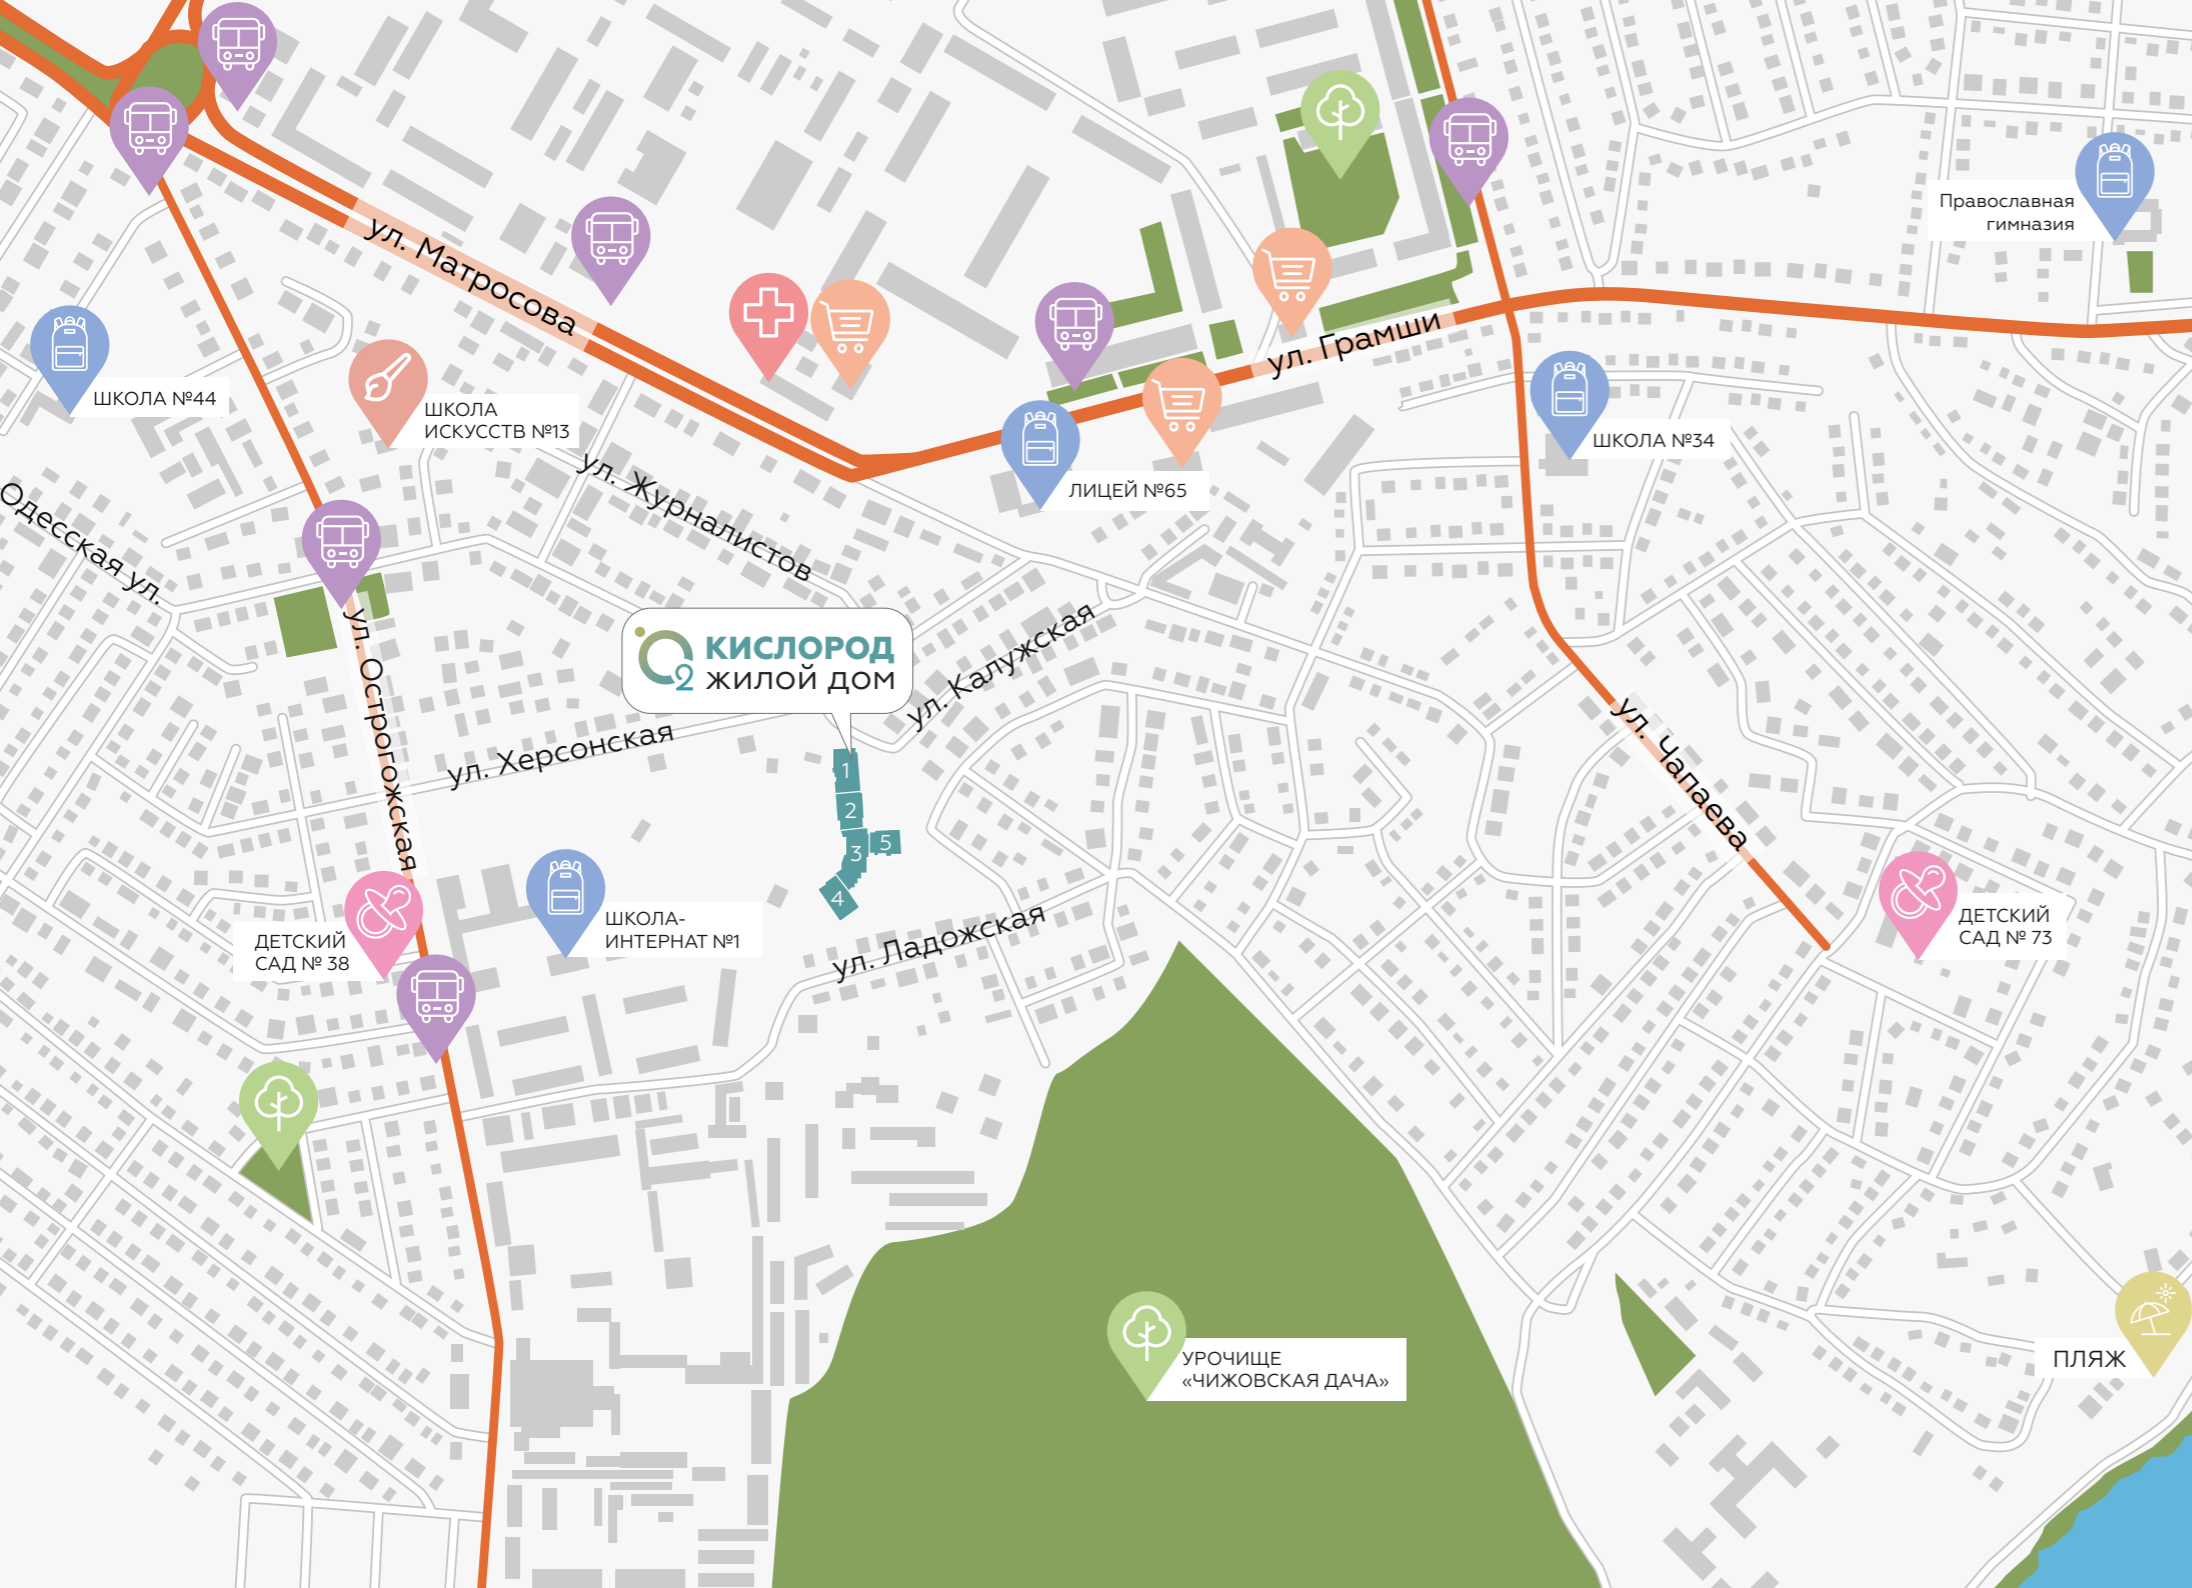 ул. Матросова
Православная
гимназия
ул. Грамши
ШКОЛА №44
ШКОЛА
ИСКУССТВ №13
ШКОЛА №34
ЛИЦЕЙ №65
ул. Журналистов
Одесская ул.
ул. Острогожская
О2
КИСЛОРОД
ЖИЛОЙ ДОМ
ул. Калужская
ул. Херсонская
ул. Чапаева
1
2
3
5
4
ШКОЛА-
ИНТЕРНАТ №1
ДЕТСКИЙ
САД № 38
ул. Ладожская
ДЕТСКИЙ
САД № 73
УРОЧИЩЕ
«ЧИЖОВСКАЯ ДАЧА»
ПЛЯЖ